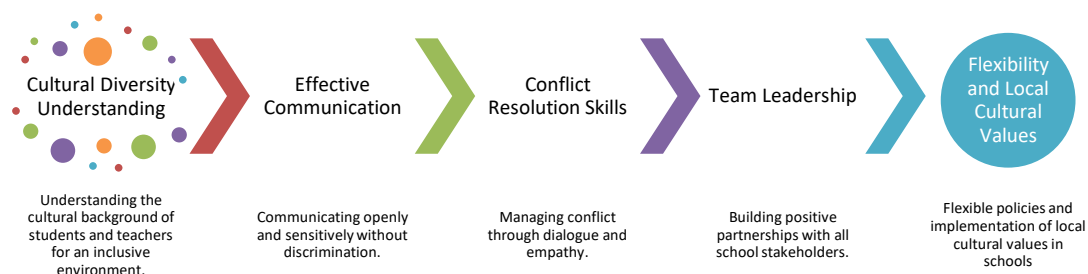 Cultural Diversity
Understanding
Effective
Communication
Conflict
Resolution Skills
Team Leadership
Flexibility
and Local
Cultural
Values
Understanding the
cultural background of
students and teachers
for an inclusive
environment.
Communicating openly
and sensitively without
discrimination.
Managing conflict
through dialogue and
empathy.
Building positive
partnerships with all
school stakeholders.
Flexible policies and
implementation of local
cultural values in
schools